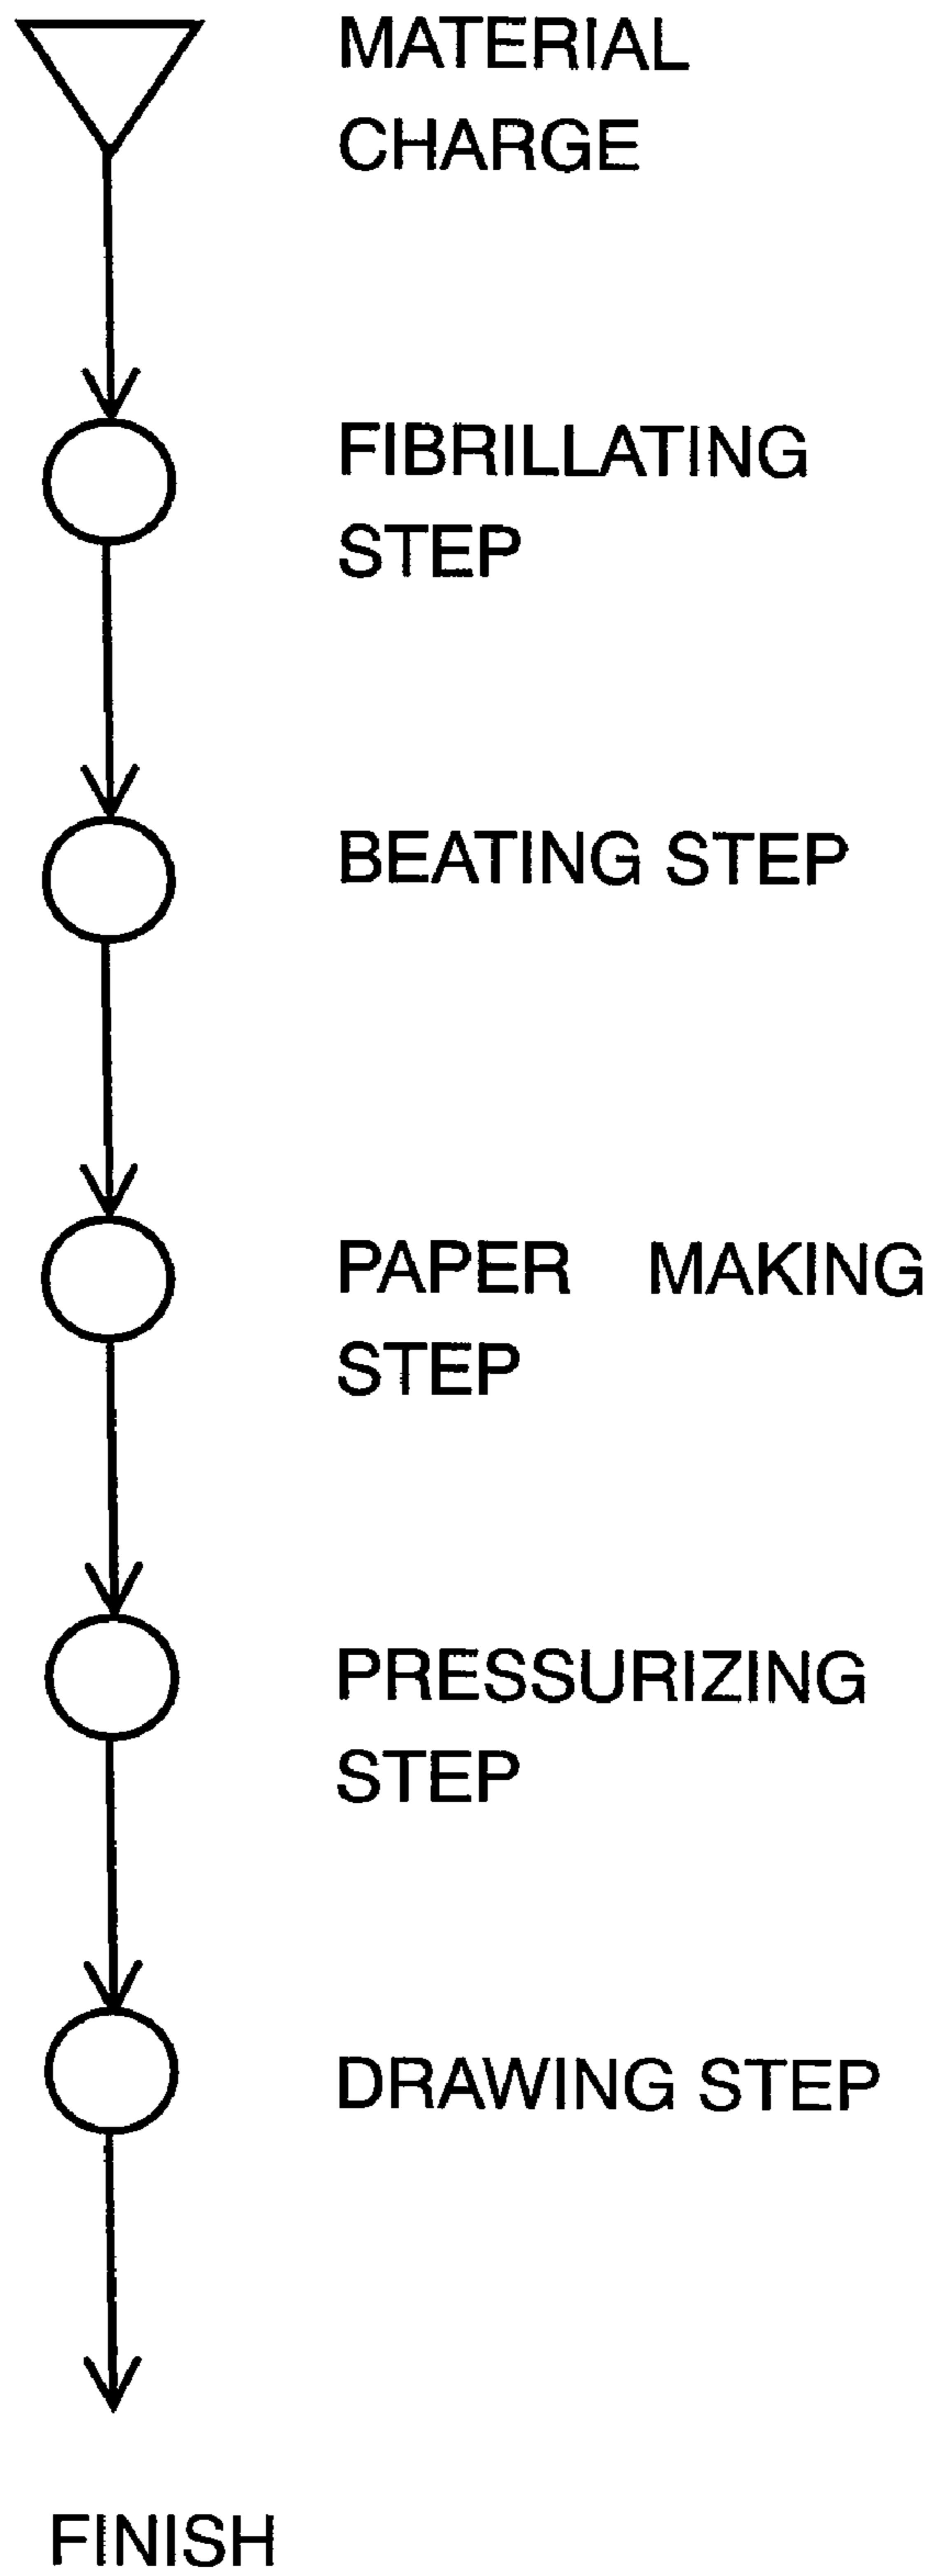 MATERIAL
CHARGE
FIBRILLATING
STEP
BEATING STEP
PAPER MAKING
STEP
PRESSURIZING
STEP
DRAWING STEP
FINISH